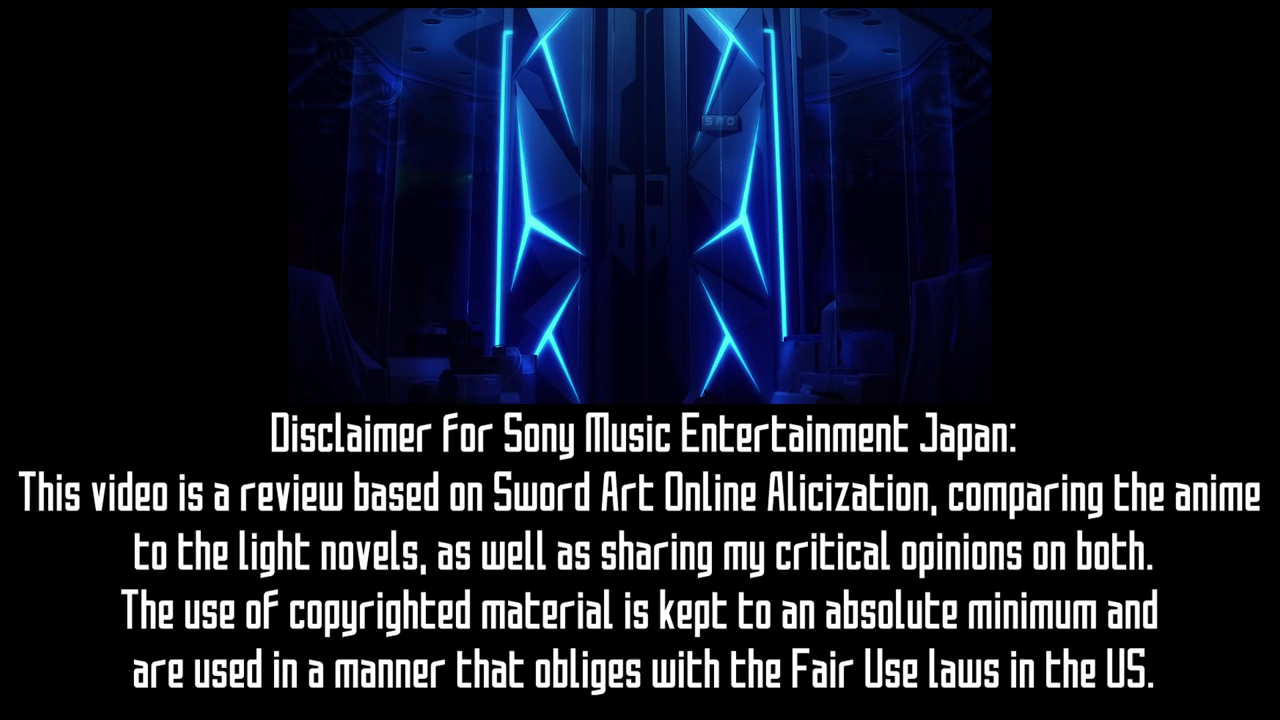 SAO
Disclaimer for Sony Music Entertainment Japan:
This video is a review based on Sword Art Online Alicization, comparing the anime
to the light novels, as well as sharing my critical opinions on both.
The use of copyrighted material is kept to an absolute minimum and
are used in a manner that obliges with the Fair Use laws in the US.